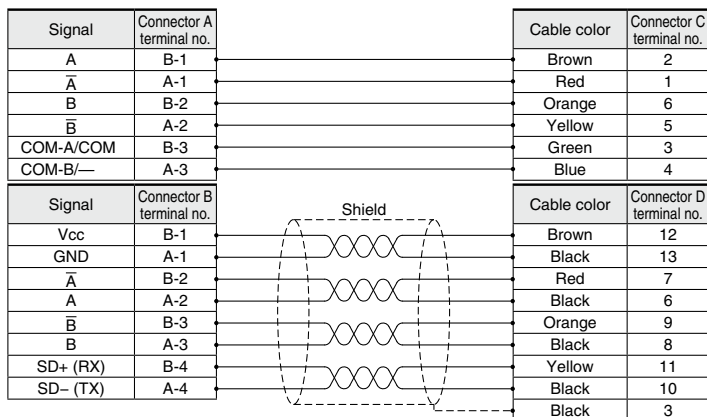 Signal Connector A terminal no. Cable color Connector C terminal no.
A B-1 Brown 2
A̅ A-1 Red 1
B B-2 Orange 6
B̅ A-2 Yellow 5
COM-A/COM B-3 Green 3
COM-B/— A-3 Blue 4
Signal Connector B terminal no. Shield Cable color Connector D terminal no.
Vcc B-1 Brown 12
GND A-1 Black 13
A̅ B-2 Red 7
A A-2 Black 6
B̅ B-3 Orange 9
B A-3 Black 8
SD+ (RX) B-4 Yellow 11
SD− (TX) A-4 Black 10
Black 3